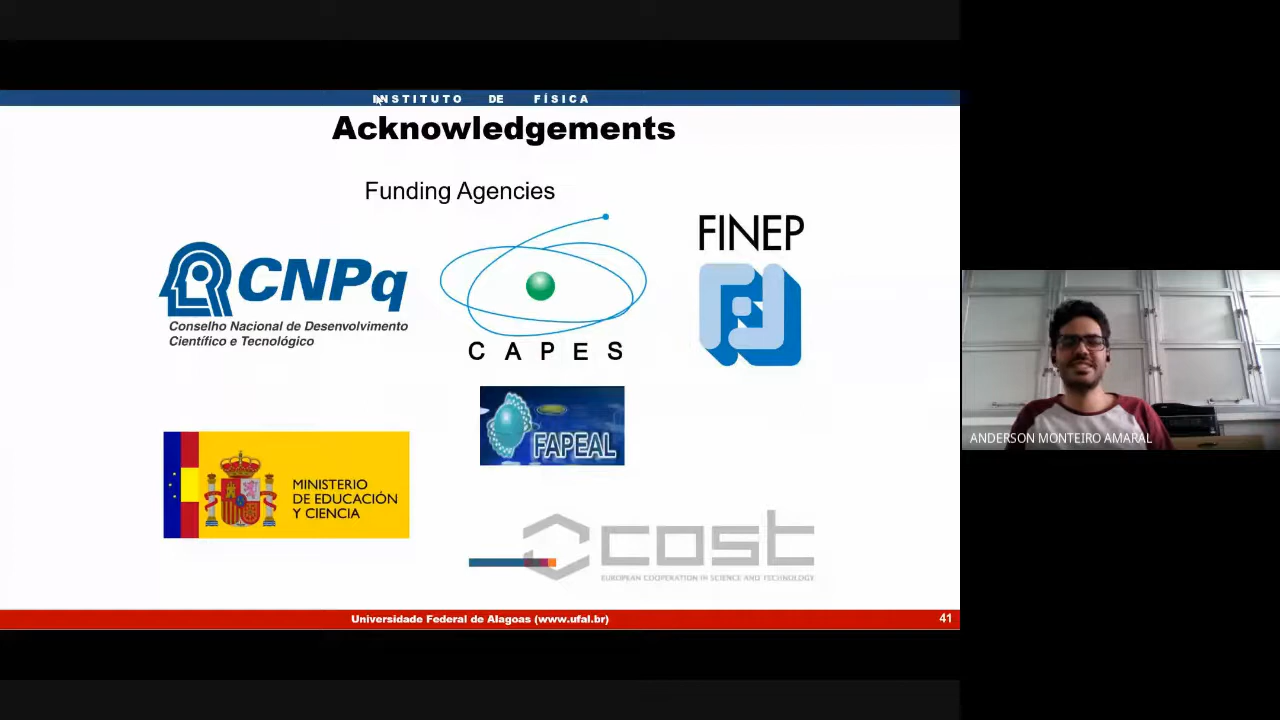 INSTITUTO DE FÍSICA
Acknowledgements
Funding Agencies
CNPq
Conselho Nacional de Desenvolvimento
Científico e Tecnológico
CAPES
FINEP
FAPEAL
MINISTERIO
DE EDUCACIÓN
Y CIENCIA
cost
EUROPEAN COOPERATION IN SCIENCE AND TECHNOLOGY
Universidade Federal de Alagoas (www.ufal.br)
41
ANDERSON MONTEIRO AMARAL